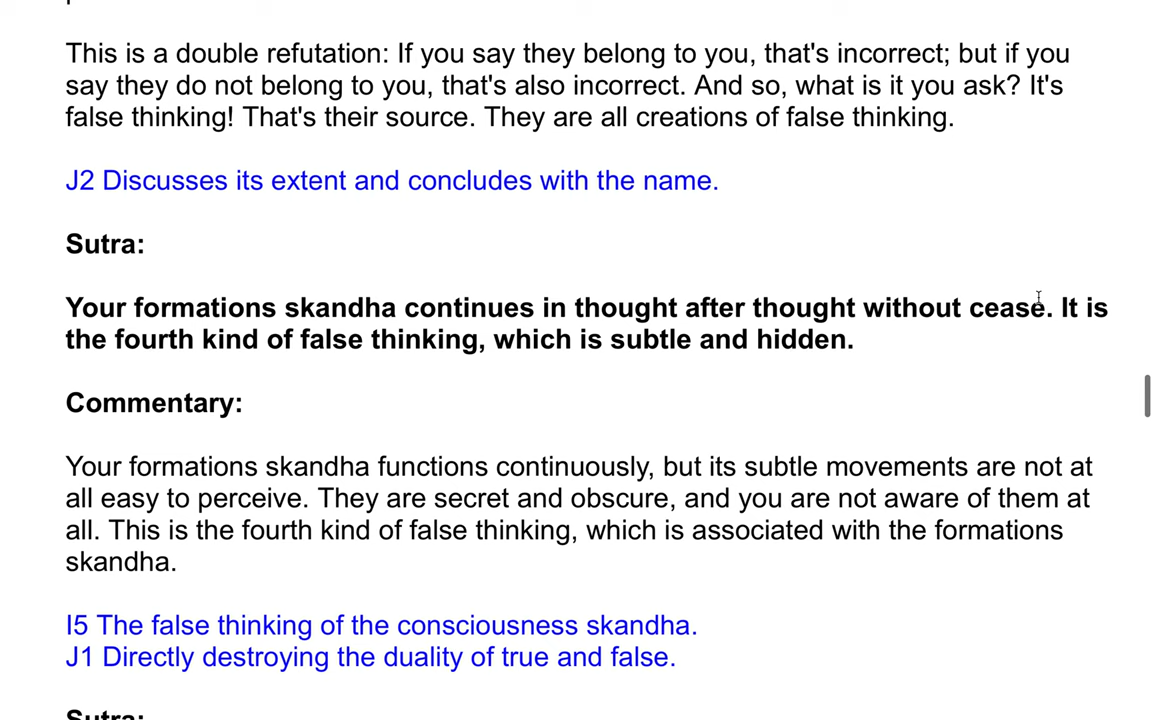 This is a double refutation: If you say they belong to you, that's incorrect; but if you
say they do not belong to you, that's also incorrect. And so, what is it you ask? It's
false thinking! That's their source. They are all creations of false thinking.
J2 Discusses its extent and concludes with the name.
Sutra:
Your formations skandha continues in thought after thought without cease. It is
the fourth kind of false thinking, which is subtle and hidden.
Commentary:
Your formations skandha functions continuously, but its subtle movements are not at
all easy to perceive. They are secret and obscure, and you are not aware of them at
all. This is the fourth kind of false thinking, which is associated with the formations
skandha.
I5 The false thinking of the consciousness skandha.
J1 Directly destroying the duality of true and false.
Sutra: